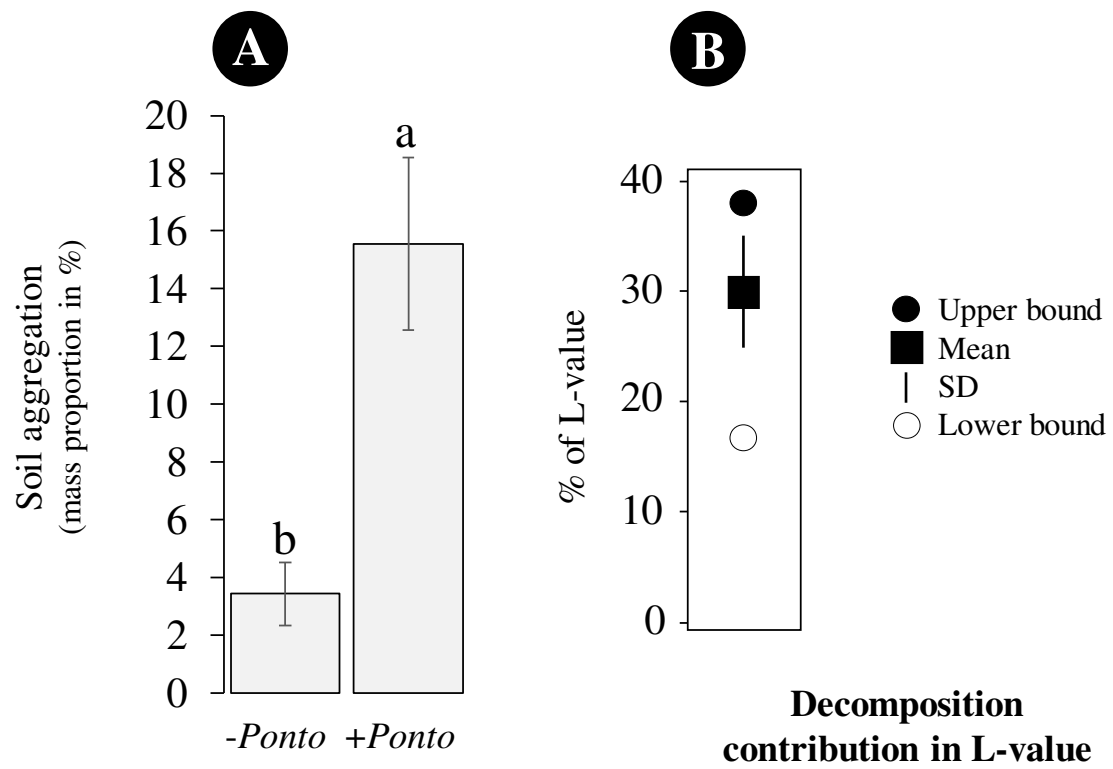 A
B
Soil aggregation
(mass proportion in %)
20
18
16
14
12
10
8
6
4
2
0
b
a
-Ponto +Ponto
% of L-value
40
30
20
10
0
Upper bound
Mean
SD
Lower bound
Decomposition
contribution in L-value